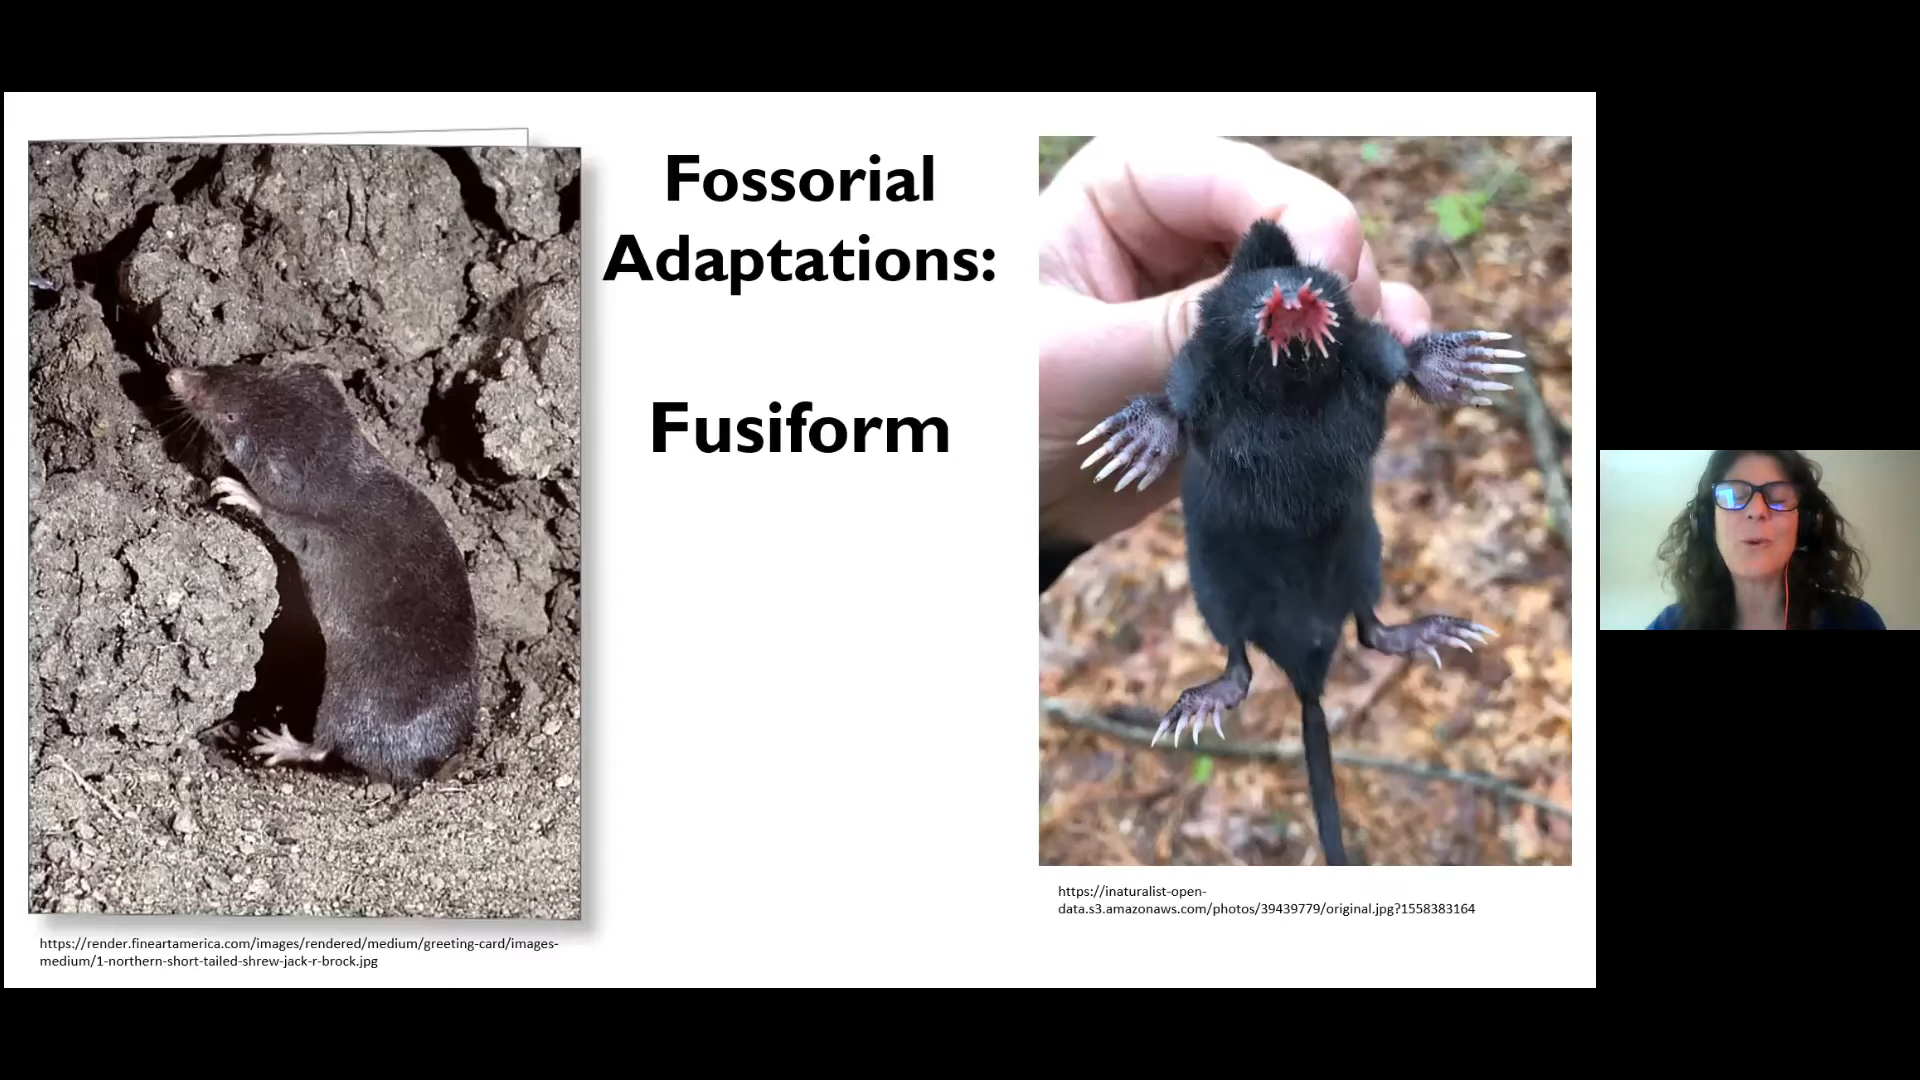 Fossorial
Adaptations:
Fusiform
https://inaturalist-open-
data.s3.amazonaws.com/photos/39439779/original.jpg?1558383164
https://render.fineartamerica.com/images/rendered/medium/greeting-card/images-
medium/1-northern-short-tailed-shrew-jack-r-brock.jpg